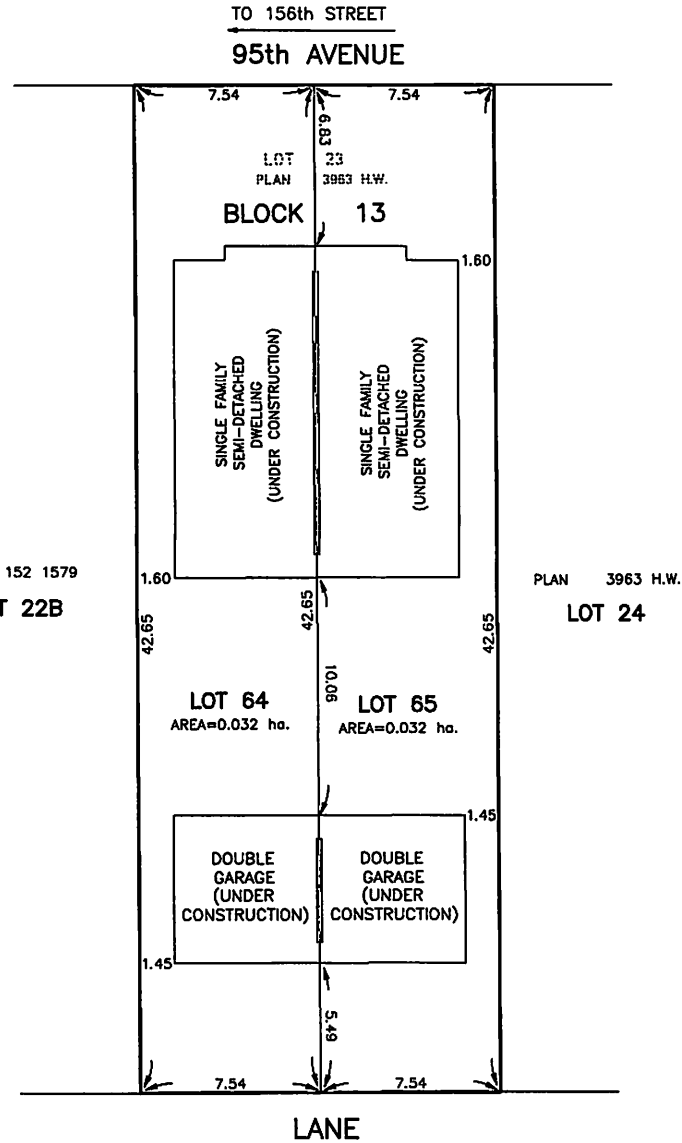 TO 156th STREET
95th AVENUE
7.54 7.54
6.83
LOT 23
PLAN 3963 H.W.
BLOCK 13
1.60
SINGLE FAMILY
SEMI-DETACHED
DWELLING
(UNDER CONSTRUCTION)
SINGLE FAMILY
SEMI-DETACHED
DWELLING
(UNDER CONSTRUCTION)
152 1579
T 22B
1.60
42.65
42.65
42.65
PLAN 3963 H.W.
LOT 24
10.06
LOT 64
AREA=0.032 ha.
LOT 65
AREA=0.032 ha.
1.45
DOUBLE
GARAGE
(UNDER
CONSTRUCTION)
DOUBLE
GARAGE
(UNDER
CONSTRUCTION)
1.45
5.49
7.54 7.54
LANE